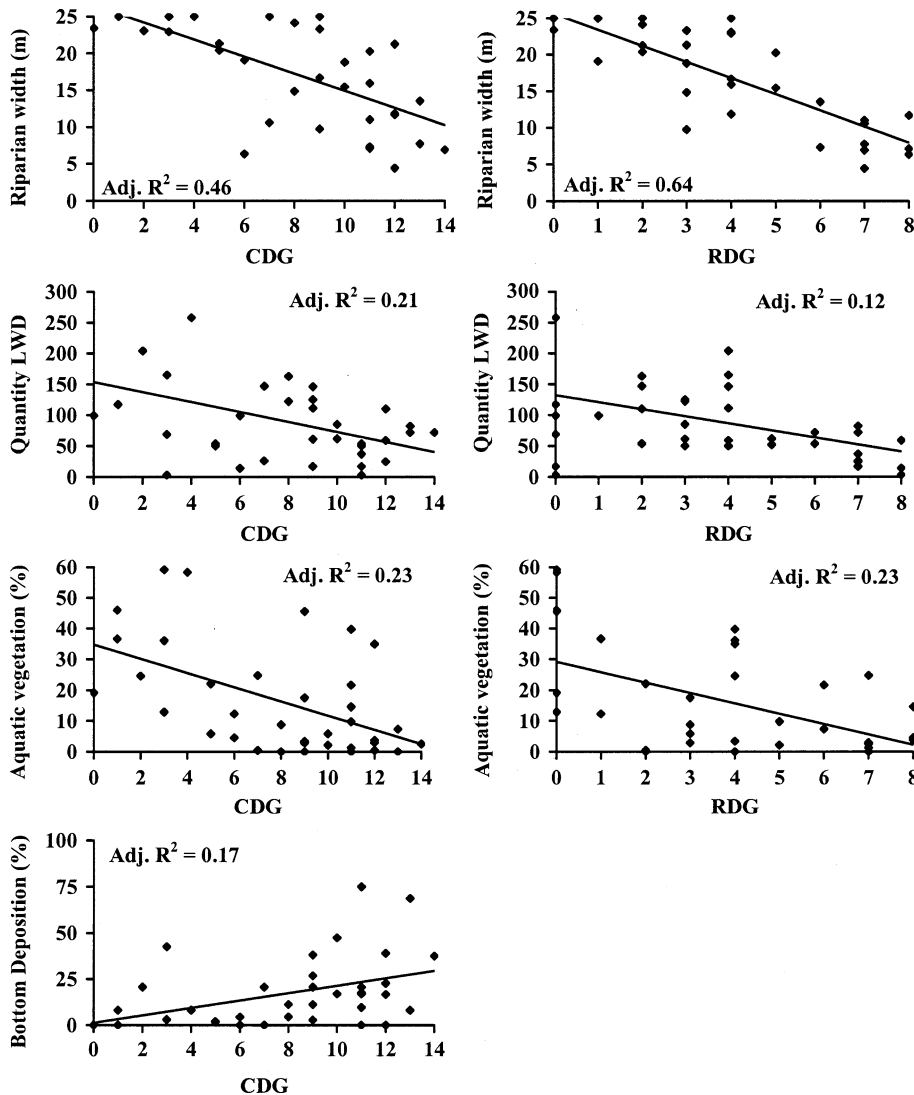 Riparian width (m)
25
20
15
10
5
0
Adj. R² = 0.46
0 2 4 6 8 10 12 14
CDG
Riparian width (m)
25
20
15
10
5
0
Adj. R² = 0.64
0 1 2 3 4 5 6 7 8
RDG
Quantity LWD
300
250
200
150
100
50
0
Adj. R² = 0.21
0 2 4 6 8 10 12 14
CDG
Quantity LWD
300
250
200
150
100
50
0
Adj. R² = 0.12
0 1 2 3 4 5 6 7 8
RDG
Aquatic vegetation (%)
60
50
40
30
20
10
0
Adj. R² = 0.23
0 2 4 6 8 10 12 14
CDG
Aquatic vegetation (%)
60
50
40
30
20
10
0
Adj. R² = 0.23
0 1 2 3 4 5 6 7 8
RDG
Bottom Deposition (%)
100
75
50
25
0
Adj. R² = 0.17
0 2 4 6 8 10 12 14
CDG